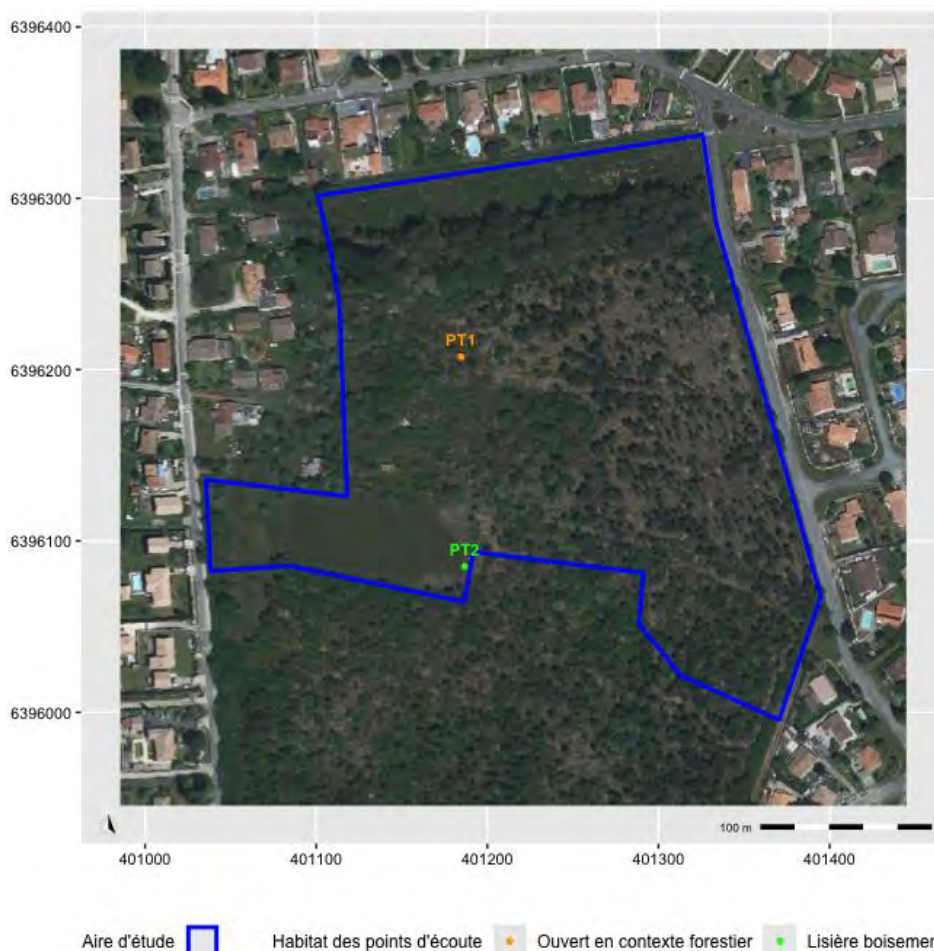 6396400
6396300
6396200
6396100
6396000
PT1
PT2
100 m
401000 401100 401200 401300 401400
Aire d'étude Habitat des points d'écoute Ouvert en contexte forestier Lisière boisemen